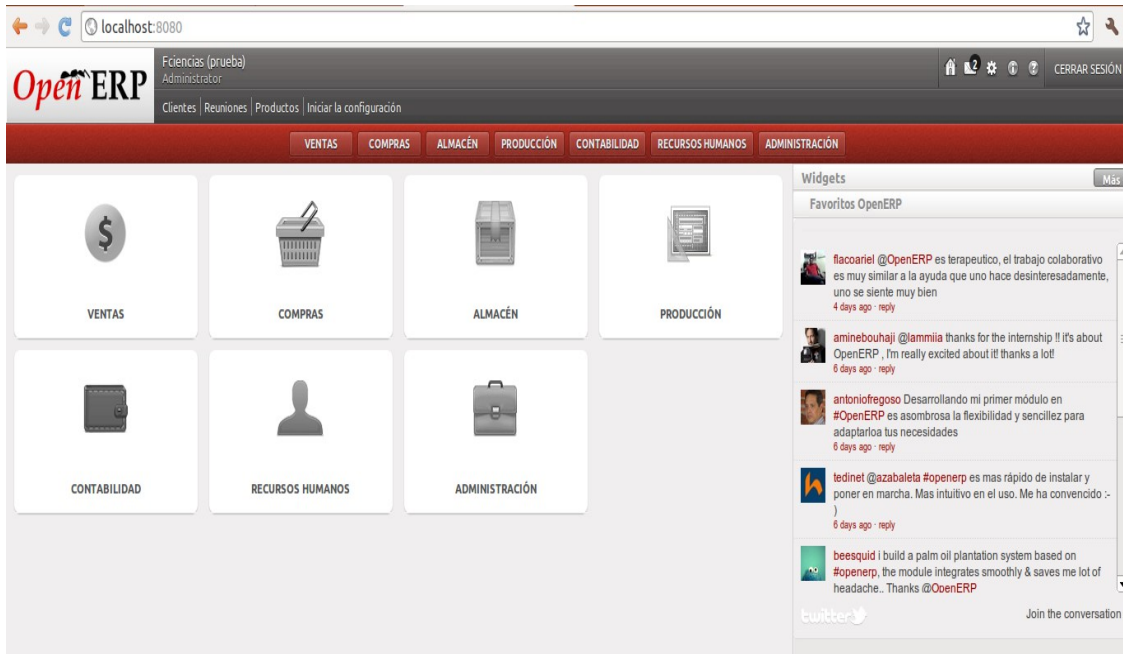 localhost:8080
Open ERP
Fciencias (prueba)
Administrator
2
CERRAR SESIÓN
Clientes | Reuniones | Productos | Iniciar la configuración
VENTAS
COMPRAS
ALMACÉN
PRODUCCIÓN
CONTABILIDAD
RECURSOS HUMANOS
ADMINISTRACIÓN
VENTAS
COMPRAS
ALMACÉN
PRODUCCIÓN
CONTABILIDAD
RECURSOS HUMANOS
ADMINISTRACIÓN
Widgets
Más
Favoritos OpenERP
flacoariel @OpenERP es terapeutico, el trabajo colaborativo
es muy similar a la ayuda que uno hace desinteresadamente,
uno se siente muy bien
4 days ago · reply
aminebouhaji @lammiia thanks for the internship !! it's about
OpenERP , I'm really excited about it! thanks a lot!
6 days ago · reply
antoniofregoso Desarrollando mi primer módulo en
#OpenERP es asombrosa la flexibilidad y sencillez para
adaptarloa tus necesidades
6 days ago · reply
tedinet @azabaleta #openerp es mas rápido de instalar y
poner en marcha. Mas intuitivo en el uso. Me ha convencido :-
)
6 days ago · reply
beesquid i build a palm oil plantation system based on
#openerp, the module integrates smoothly & saves me lot of
headache.. Thanks @OpenERP
twitter
Join the conversation